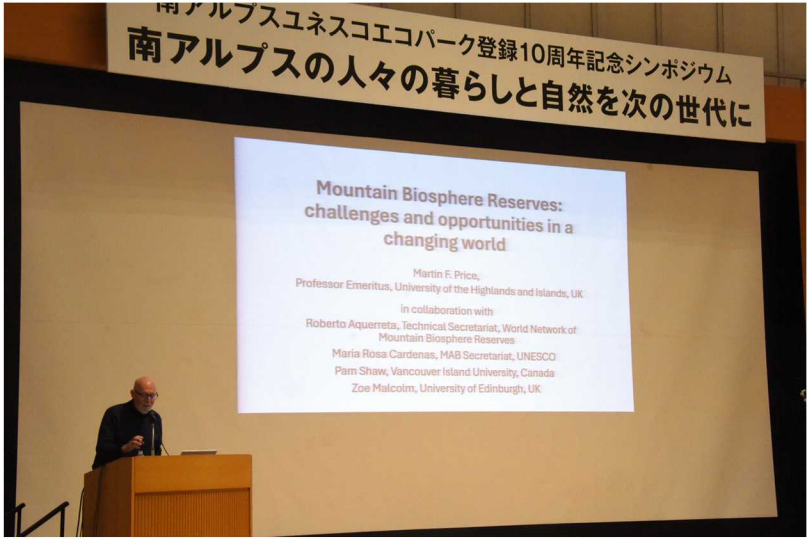 南アルプスユネスコエコパーク登録10周年記念シンポジウム
南アルプスの人々の暮らしと自然を次の世代に
Mountain Biosphere Reserves:
challenges and opportunities in a
changing world
Martin F. Price,
Professor Emeritus, University of the Highlands and Islands, UK
in collaboration with
Roberto Aquerreta, Technical Secretariat, World Network of
Mountain Biosphere Reserves
Maria Rosa Cardenas, MAB Secretariat, UNESCO
Pam Shaw, Vancouver Island University, Canada
Zoe Malcolm, University of Edinburgh, UK